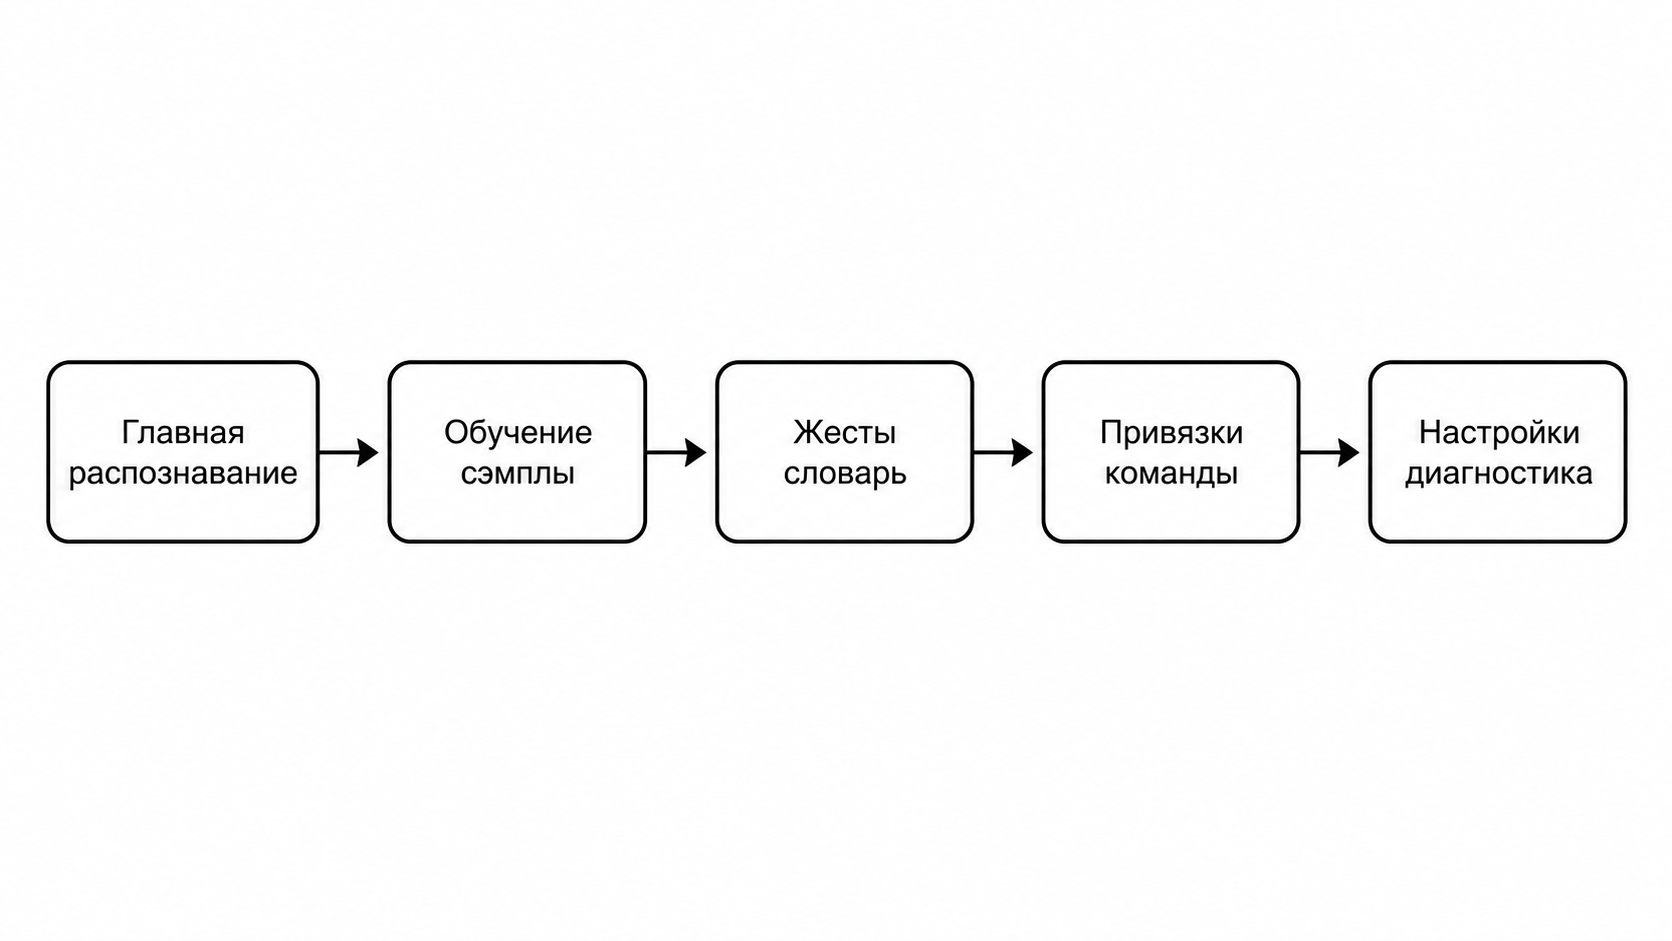 Главная
распознавание
Обучение
сэмплы
Жесты
словарь
Привязки
команды
Настройки
диагностика